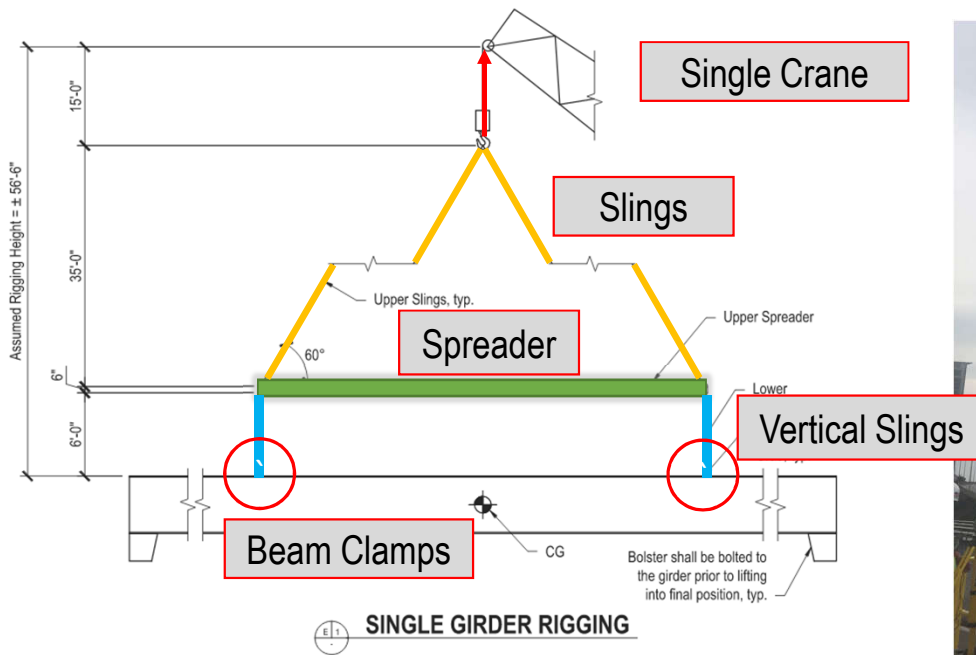 Single Crane
15'-0"
Assumed Rigging Height = ± 56'-6"
Slings
35'-0"
Upper Slings, typ.
Upper Spreader
Spreader
60°
6"
Lower
6'-0"
Vertical Slings
Beam Clamps
CG
Bolster shall be bolted to
the girder prior to lifting
into final position, typ.
E 1
-
SINGLE GIRDER RIGGING